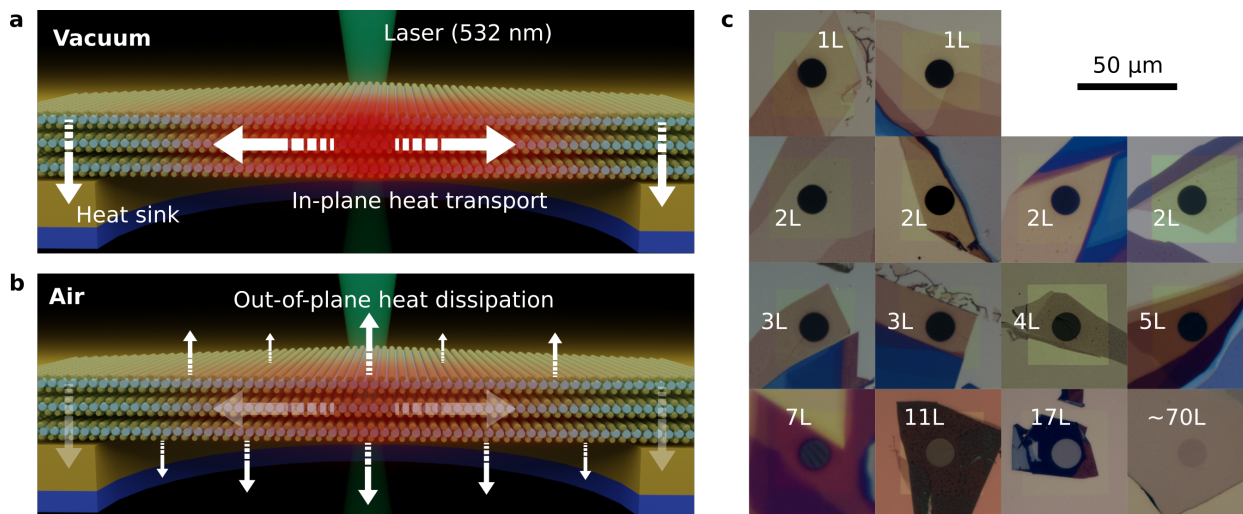 a
Vacuum
Laser (532 nm)
Heat sink
In-plane heat transport
b
Air
Out-of-plane heat dissipation
c
1L
1L
50 μm
2L
2L
2L
2L
3L
3L
4L
5L
7L
11L
17L
~70L